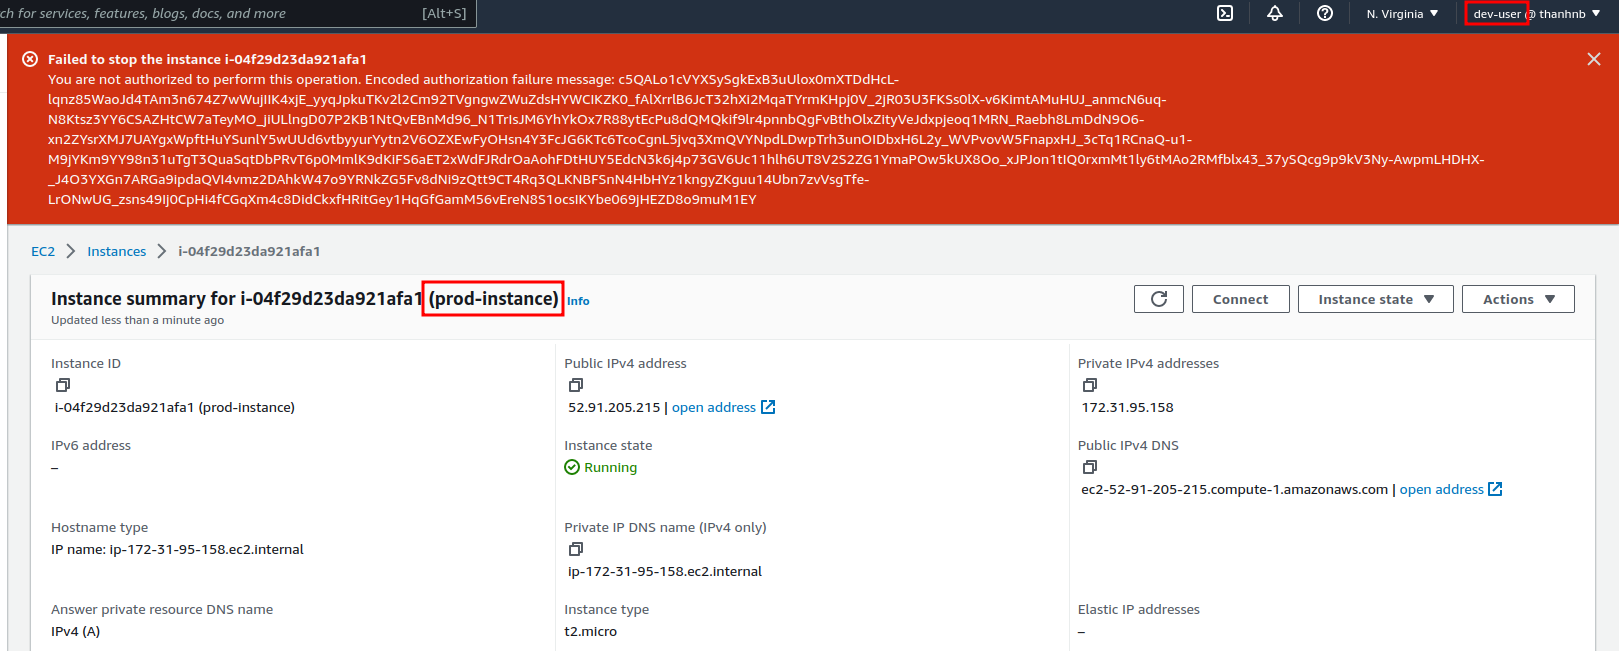 ch for services, features, blogs, docs, and more [Alt+S] N. Virginia dev-user @ thanhnb
Failed to stop the instance i-04f29d23da921afa1
You are not authorized to perform this operation. Encoded authorization failure message: c5QALo1cVYXSySgkExB3uUlox0mXTDdHcL-
lqnz85WaoJd4TAm3n674Z7wWujIIK4xjE_yyqJpkuTKv2l2Cm92TVgngwZWuZdsHYWCIKZK0_fAlXrrlB6JcT32hXI2MqaTYrmKHpj0V_2jR03U3FKSs0lX-v6KimtAMuHUJ_anmcN6uq-
N8Ktsz3YY6CSAZHtCW7aTeyMO_JiULlngD07P2KB1NtQvEBnMd96_N1TrIsJM6YhYkOx7R88ytEcPu8dQMQkif9lr4pnnbQgFvBthOlxZityVeJdxpjeoq1MRN_Raebh8LmDdN9O6-
xn2ZYsrXMJ7UAYgxWpftHuYSunlY5wUUd6vtbyyurYytn2V6OZXEwFyOHsn4Y3FcJG6KTc6TcoCgnL5jvq3XmQVYNpdLDwpTrh3unOIDbxH6L2y_WVPvovW5FnapxHJ_3cTq1RCnaQ-u1-
M9jYKm9YY98n31uTgT3QuaSqtDbPRvT6p0MmlK9dKiFS6aET2xWdFJRdrOaAohFDtHUY5EdcN3k6j4p73GV6Uc11hlh6UT8V2S2ZG1YmaPOw5kUX8Oo_xJPJon1tIQ0rxmMt1ly6tMAo2RMfblx43_37ySQcg9p9kV3Ny-AwpmLHDHX-
_J4O3YXGn7ARGa9ipdaQVI4vmz2DAhkW47o9YRNkZG5Fv8dNi9zQtt9CT4Rq3QLKNBFSnN4HbHYz1kngyZKguu14Ubn7zvVsgTfe-
LrONwUG_zsns49Ij0CpHi4fCGqXm4c8DidCkxfHRitGey1HqGfGamM56vEreN8S1ocsIKYbe069jHEZD8o9muM1EY
EC2 Instances i-04f29d23da921afa1
Instance summary for i-04f29d23da921afa1 (prod-instance) Info
Updated less than a minute ago
Connect Instance state Actions
Instance ID Public IPv4 address Private IPv4 addresses
i-04f29d23da921afa1 (prod-instance) 52.91.205.215 | open address 172.31.95.158
IPv6 address Instance state Public IPv4 DNS
– Running
ec2-52-91-205-215.compute-1.amazonaws.com | open address
Hostname type Private IP DNS name (IPv4 only)
IP name: ip-172-31-95-158.ec2.internal
ip-172-31-95-158.ec2.internal
Answer private resource DNS name Instance type Elastic IP addresses
IPv4 (A) t2.micro –